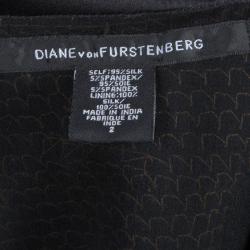 DIANE VON FURSTENBERG
SELF: 95% SILK
5% SPANDEX/
95% SOIE
5% SPANDEX
LINING: 100%
SILK/
100% SOIE
MADE IN INDIA
FABRIQUE EN
INDE
2